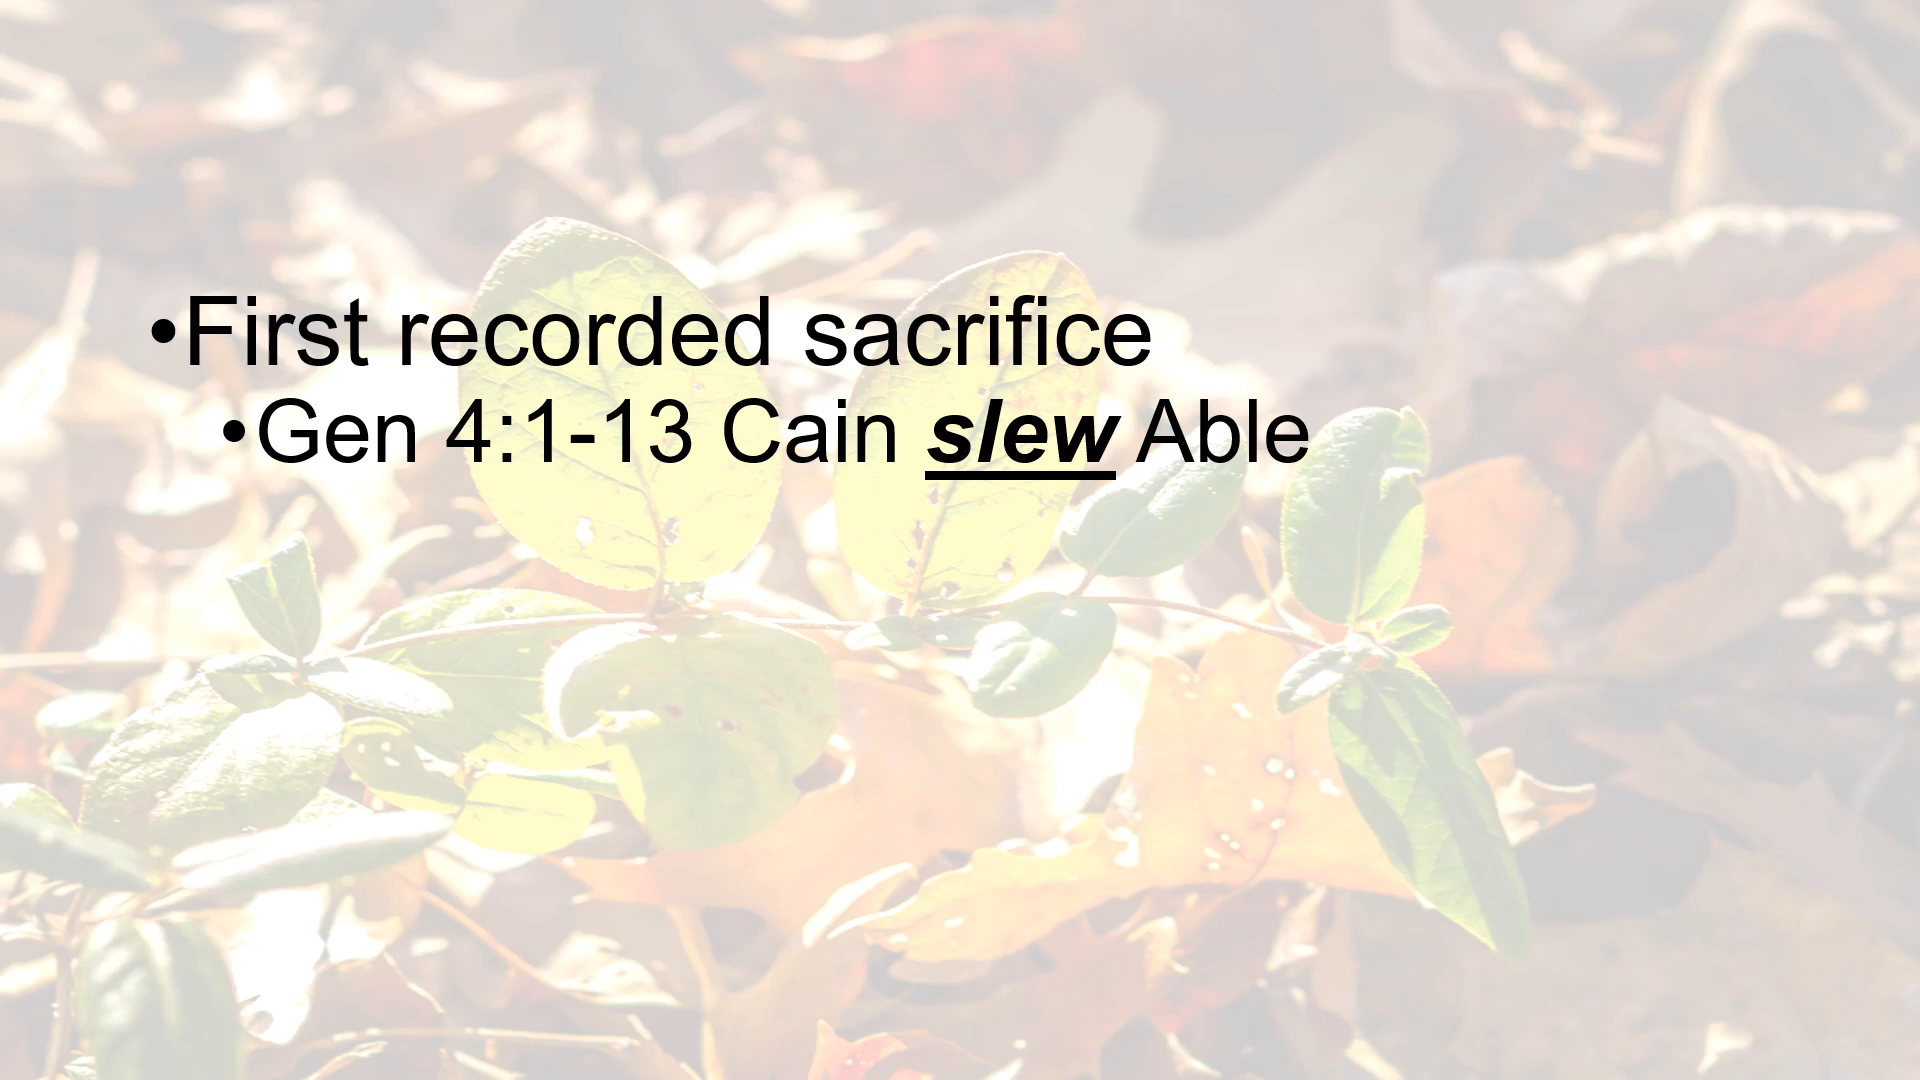 •First recorded sacrifice
•Gen 4:1-13 Cain slew Able